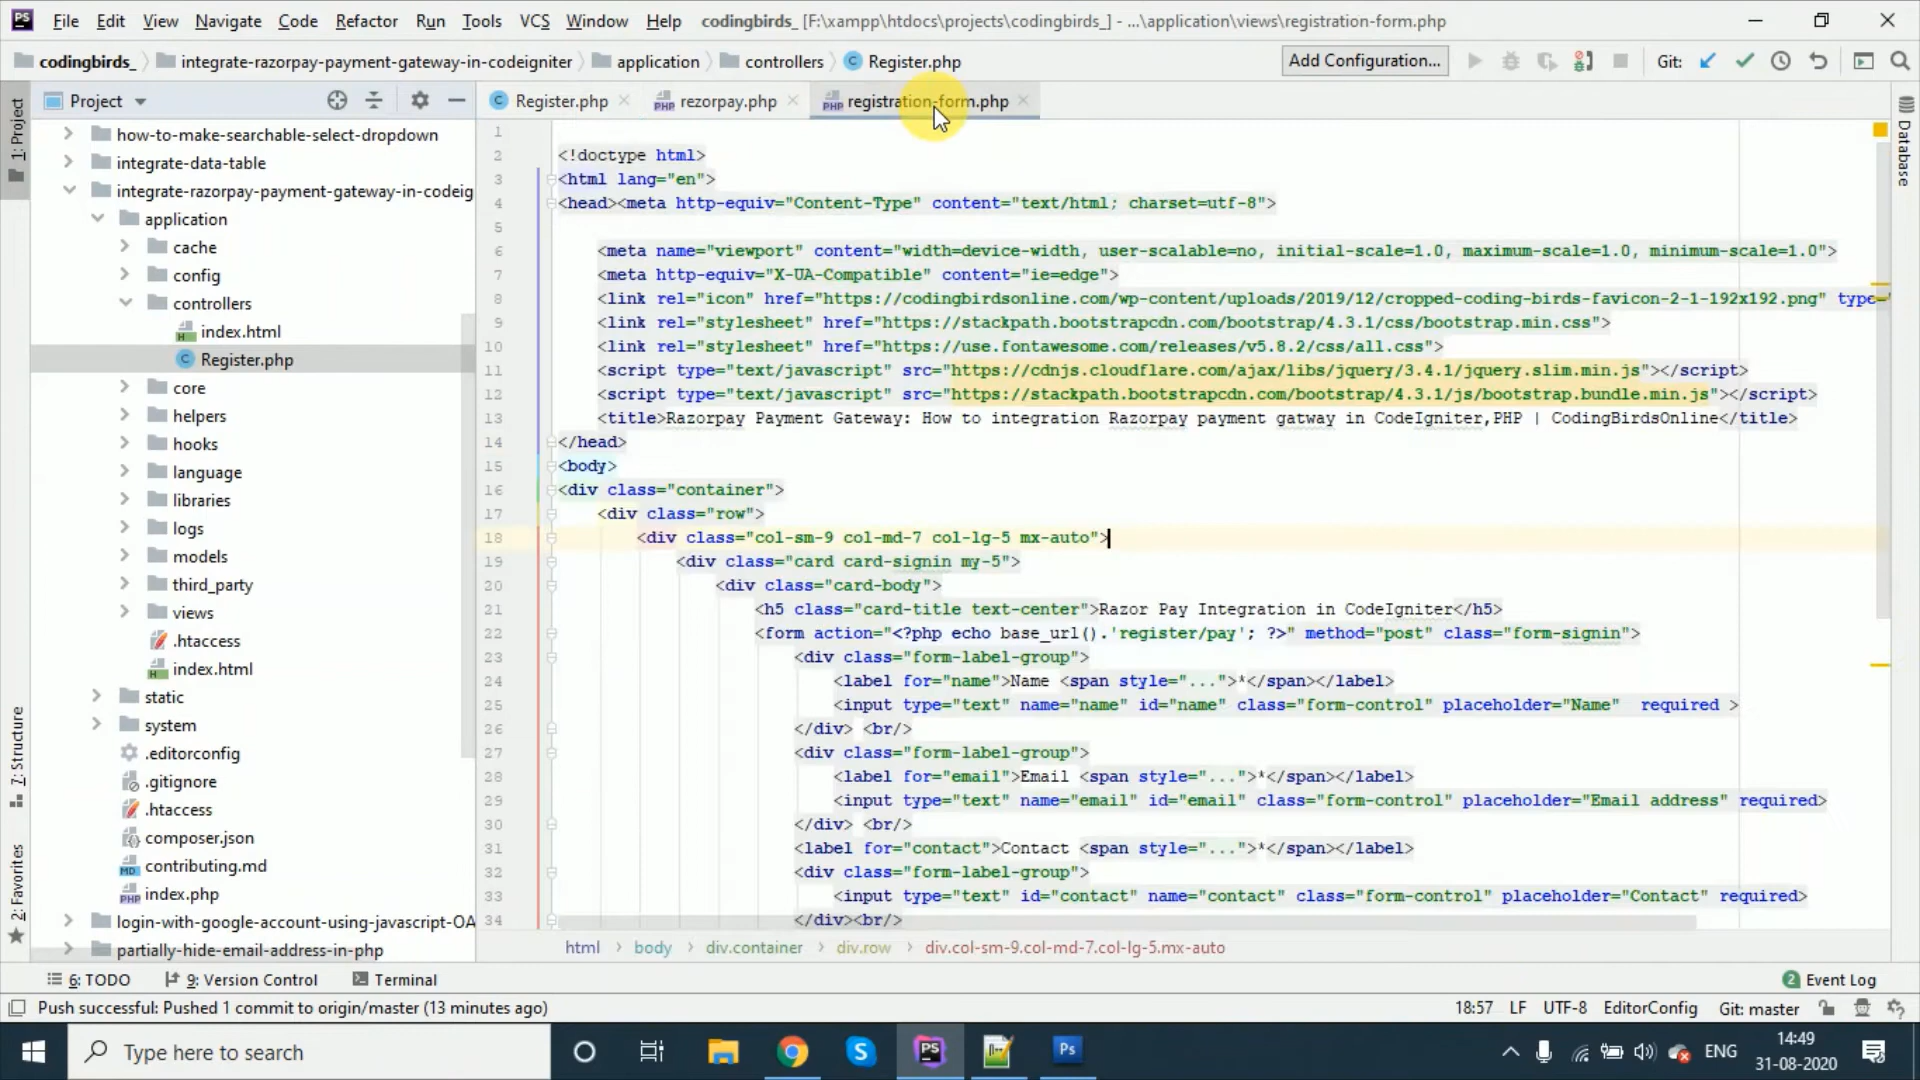 PS File Edit View Navigate Code Refactor Run Tools VCS Window Help codingbirds_ [F:\xampp\htdocs\projects\codingbirds_] - ...\application\views\registration-form.php
codingbirds_ integrate-razorpay-payment-gateway-in-codeigniter application controllers Register.php Add Configuration... Git:
Project Register.php rezorpay.php registration-form.php
1: Project
Database
how-to-make-searchable-select-dropdown
integrate-data-table
integrate-razorpay-payment-gateway-in-codeig
application
cache
config
controllers
index.html
Register.php
core
helpers
hooks
language
libraries
logs
models
third_party
views
.htaccess
index.html
static
system
.editorconfig
.gitignore
.htaccess
composer.json
contributing.md
index.php
login-with-google-account-using-javascript-OA
partially-hide-email-address-in-php
7: Structure
2: Favorites
1
2 <!doctype html>
3 <html lang="en">
4 <head><meta http-equiv="Content-Type" content="text/html; charset=utf-8">
5
6 <meta name="viewport" content="width=device-width, user-scalable=no, initial-scale=1.0, maximum-scale=1.0, minimum-scale=1.0">
7 <meta http-equiv="X-UA-Compatible" content="ie=edge">
8 <link rel="icon" href="https://codingbirdsonline.com/wp-content/uploads/2019/12/cropped-coding-birds-favicon-2-1-192x192.png" type=
9 <link rel="stylesheet" href="https://stackpath.bootstrapcdn.com/bootstrap/4.3.1/css/bootstrap.min.css">
10 <link rel="stylesheet" href="https://use.fontawesome.com/releases/v5.8.2/css/all.css">
11 <script type="text/javascript" src="https://cdnjs.cloudflare.com/ajax/libs/jquery/3.4.1/jquery.slim.min.js"></script>
12 <script type="text/javascript" src="https://stackpath.bootstrapcdn.com/bootstrap/4.3.1/js/bootstrap.bundle.min.js"></script>
13 <title>Razorpay Payment Gateway: How to integration Razorpay payment gatway in CodeIgniter,PHP | CodingBirdsOnline</title>
14 </head>
15 <body>
16 <div class="container">
17 <div class="row">
18 <div class="col-sm-9 col-md-7 col-lg-5 mx-auto">
19 <div class="card card-signin my-5">
20 <div class="card-body">
21 <h5 class="card-title text-center">Razor Pay Integration in CodeIgniter</h5>
22 <form action="<?php echo base_url().'register/pay'; ?>" method="post" class="form-signin">
23 <div class="form-label-group">
24 <label for="name">Name <span style="...">*</span></label>
25 <input type="text" name="name" id="name" class="form-control" placeholder="Name"  required >
26 </div> <br/>
27 <div class="form-label-group">
28 <label for="email">Email <span style="...">*</span></label>
29 <input type="text" name="email" id="email" class="form-control" placeholder="Email address" required>
30 </div> <br/>
31 <label for="contact">Contact <span style="...">*</span></label>
32 <div class="form-label-group">
33 <input type="text" id="contact" name="contact" class="form-control" placeholder="Contact" required>
34 </div><br/>
html body div.container div.row div.col-sm-9.col-md-7.col-lg-5.mx-auto
6: TODO 9: Version Control Terminal 2 Event Log
Push successful: Pushed 1 commit to origin/master (13 minutes ago) 18:57 LF UTF-8 EditorConfig Git: master
Type here to search S PS Ps ENG 14:49
31-08-2020